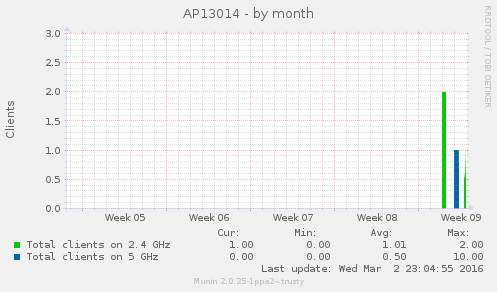 AP13014 - by month
RRDTOOL / TOBI OETIKER
Clients
3.0
2.5
2.0
1.5
1.0
0.5
0.0
Week 05 Week 06 Week 07 Week 08 Week 09
Cur: Min: Avg: Max:
Total clients on 2.4 GHz 1.00 0.00 1.01 2.00
Total clients on 5 GHz 0.00 0.00 0.50 10.00
Last update: Wed Mar 2 23:04:55 2016
Munin 2.0.25-1ppa2~trusty